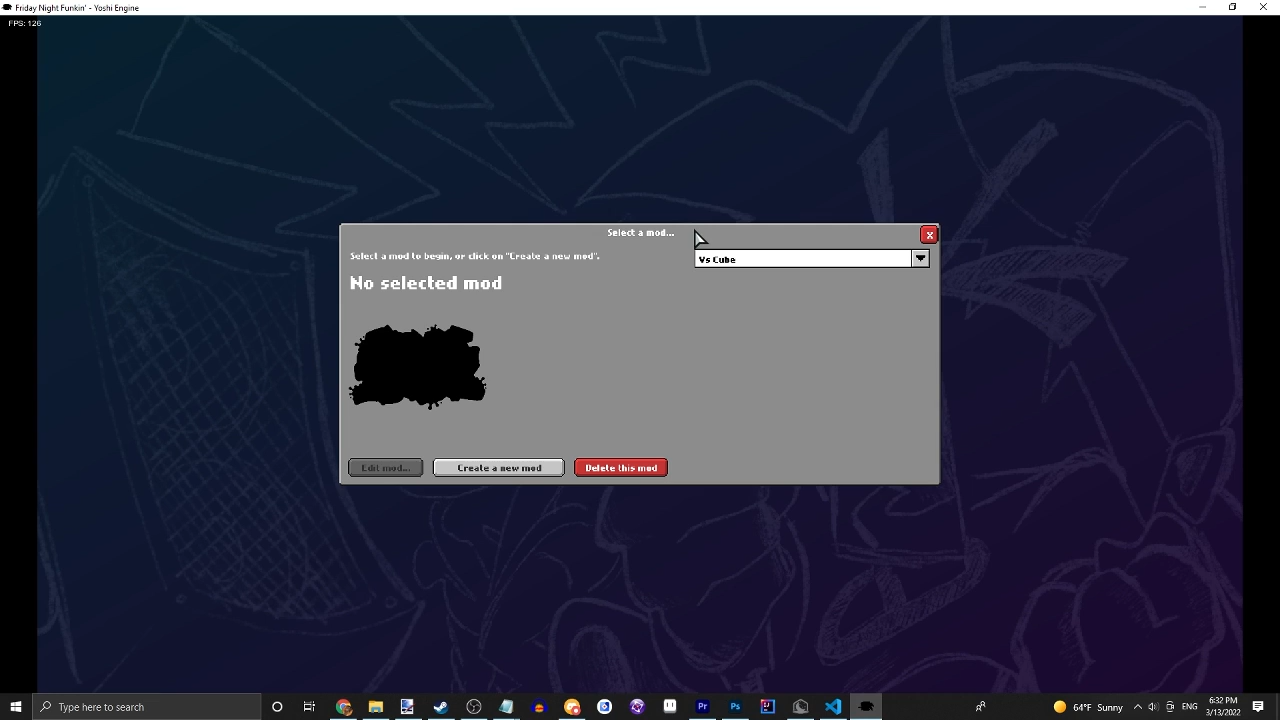 Friday Night Funkin' - Yoshi Engine
FPS: 126
Select a mod...
Select a mod to begin, or click on "Create a new mod".
Vs Cube
No selected mod
Edit mod...
Create a new mod
Delete this mod
x
Type here to search
Pr
Ps
64°F Sunny
ENG
6:32 PM
3/13/2022